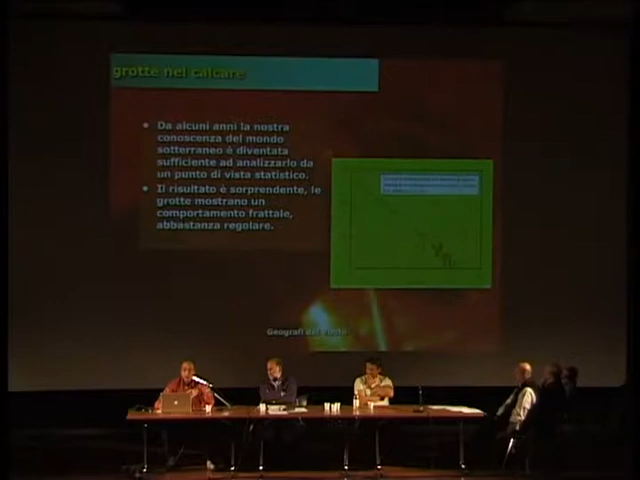 grotte nel calcare
• Da alcuni anni la nostra
conoscenza del mondo
sotterraneo è diventata
sufficiente ad analizzarlo da
un punto di vista statistico.
• Il risultato è sorprendente, le
grotte mostrano un
comportamento frattale,
abbastanza regolare.
Geografi del